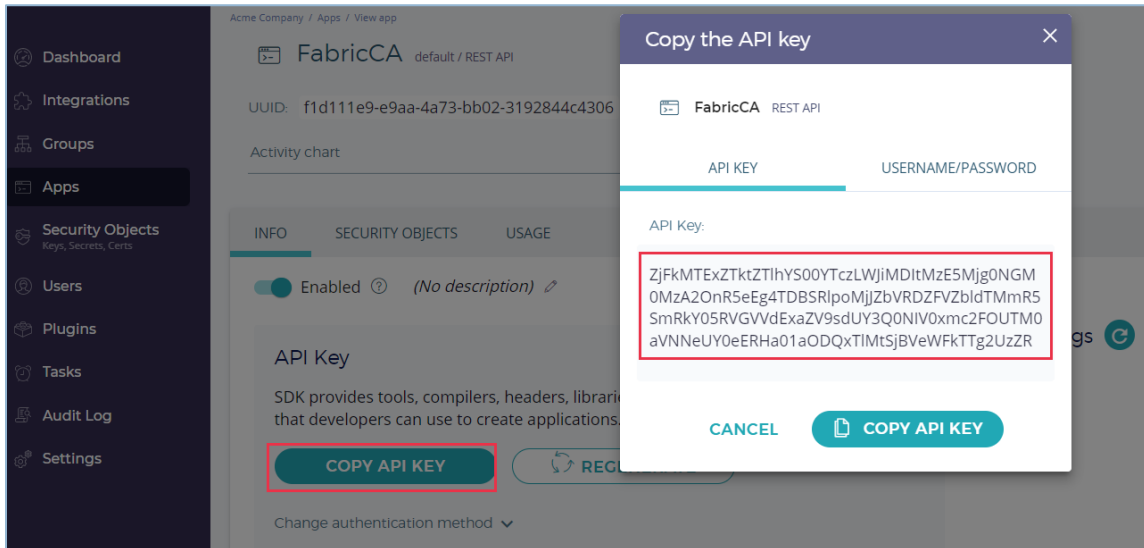 Acme Company / Apps / View app
FabricCA default / REST API
UUID: f1d111e9-e9aa-4a73-bb02-3192844c4306
Activity chart
Dashboard
Integrations
Groups
Apps
Security Objects
Keys, Secrets, Certs
Users
Plugins
Tasks
Audit Log
Settings
INFO SECURITY OBJECTS USAGE
Enabled (No description)
API Key
SDK provides tools, compilers, headers,
that developers can use to create applications.
COPY API KEY
Change authentication method
Copy the API key
FabricCA REST API
API KEY USERNAME/PASSWORD
API Key:
ZjFkMTExZTktZTlhYS00YTczLWJiMDItMzE5Mjg0NGM
0MzA2OnR5eEg4TDBSRlpoMjJZbVRDZFVZbldTMmR5
SmRkY05RVGVVdExaZV9sdUY3Q0NIV0xmc2FOUTM0
aVNNeUY0eERHa01aODQxTlMtSjBVeWFkTTg2UzZR
CANCEL COPY API KEY